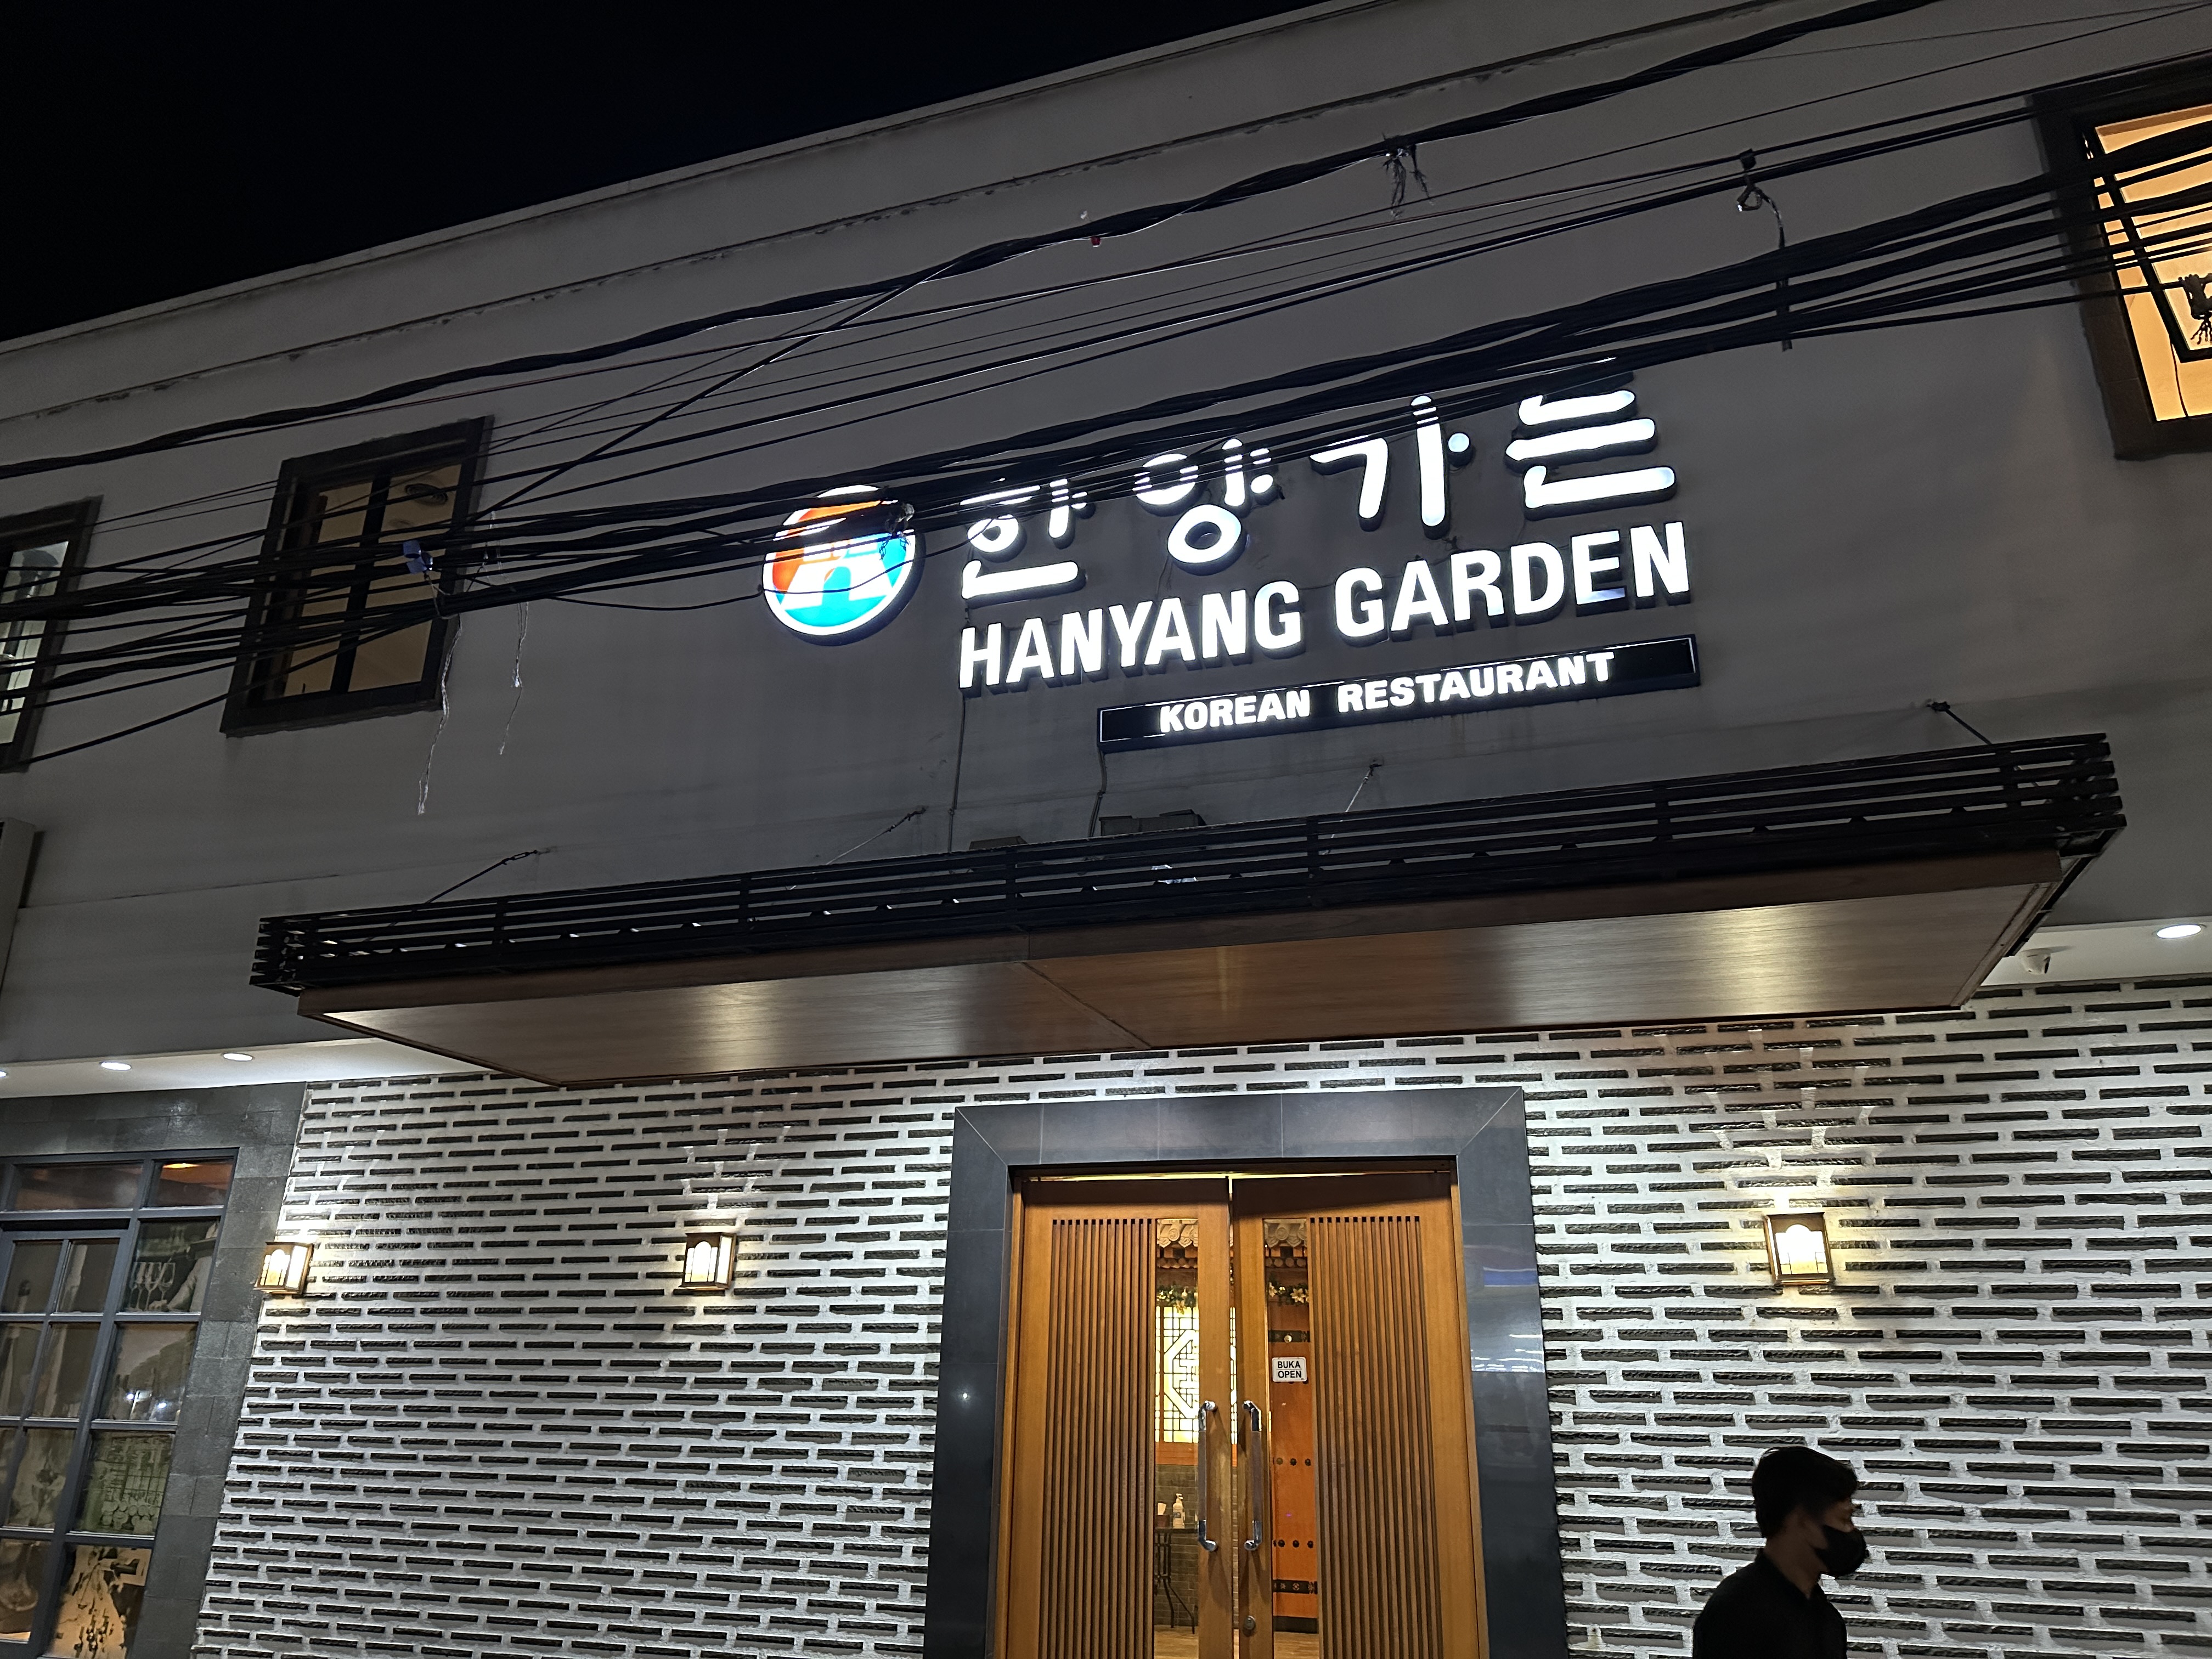 한양가든
HANYANG GARDEN
KOREAN RESTAURANT
BUKA
OPEN